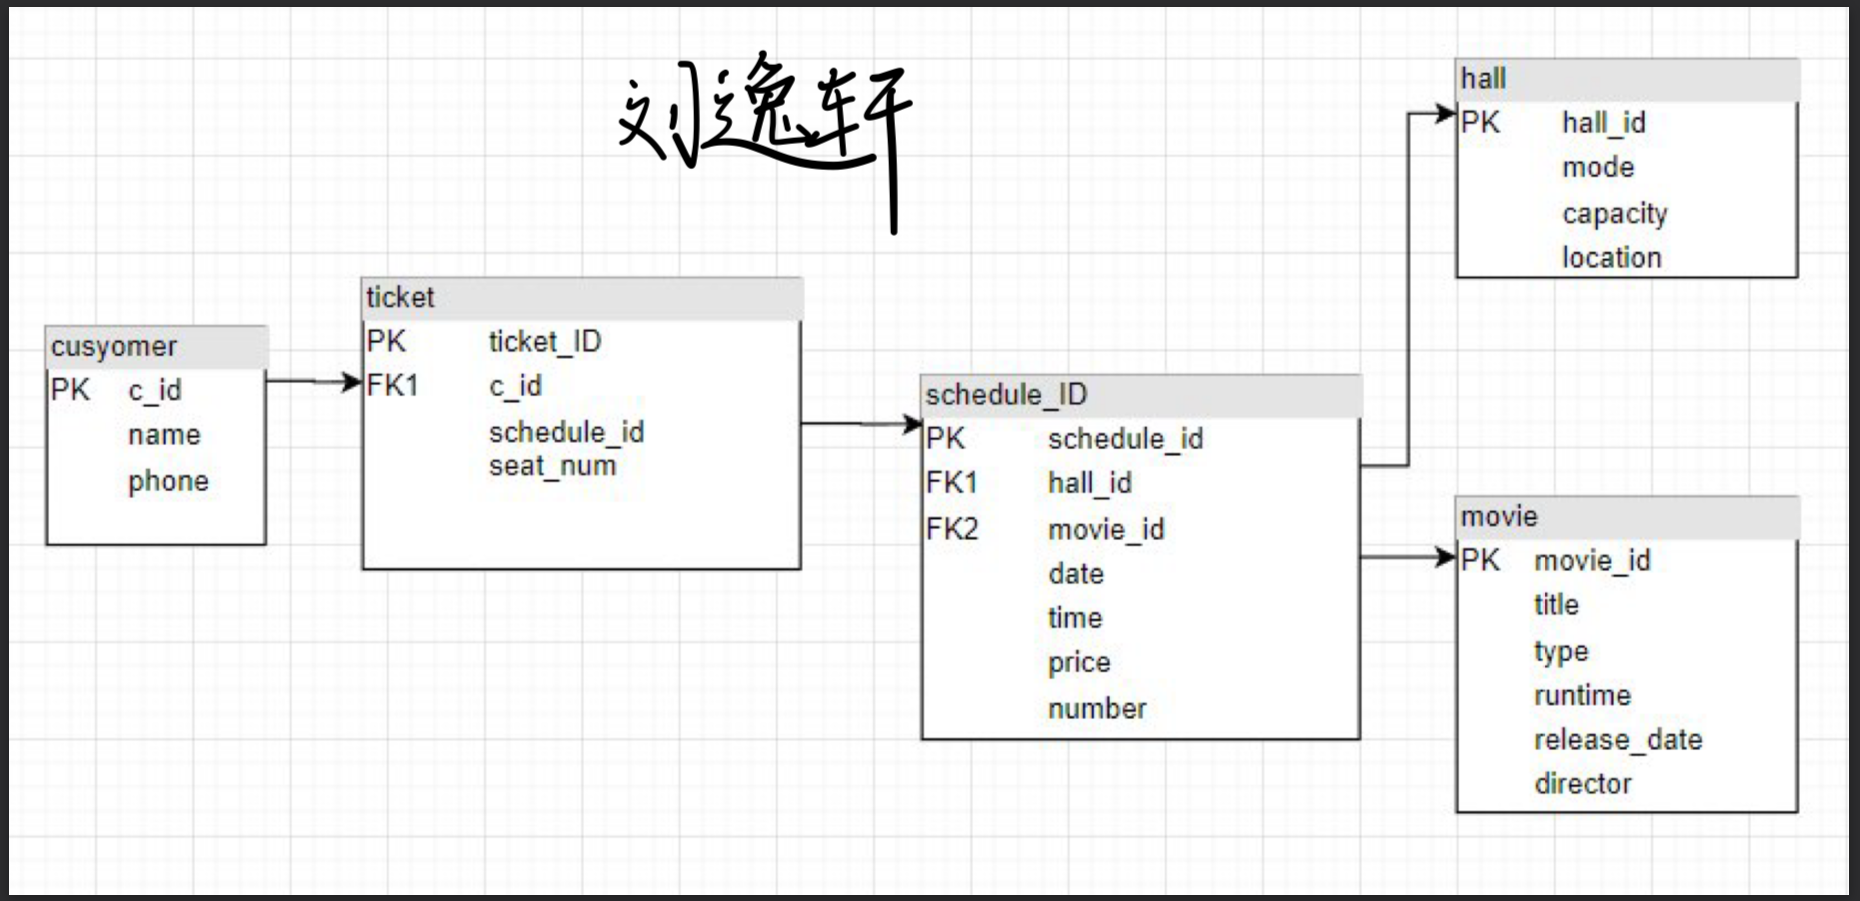 刘逸轩
cusyomer
PK c_id
name
phone
ticket
PK ticket_ID
FK1 c_id
schedule_id
seat_num
schedule_ID
PK schedule_id
FK1 hall_id
FK2 movie_id
date
time
price
number
hall
PK hall_id
mode
capacity
location
movie
PK movie_id
title
type
runtime
release_date
director